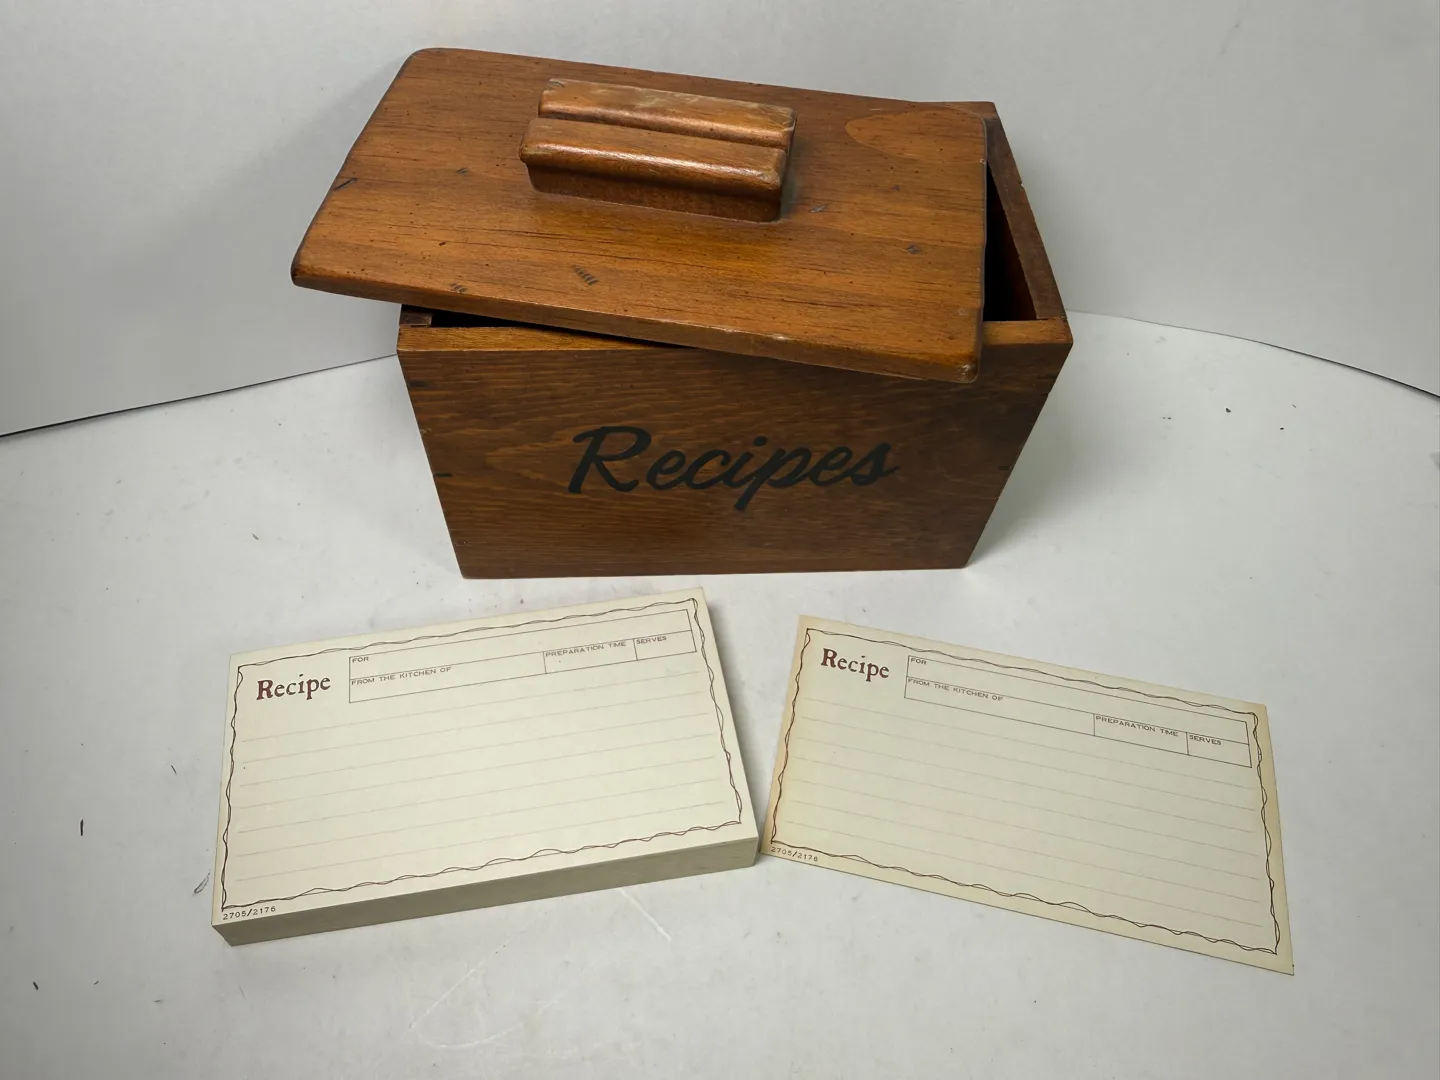 Recipes
Recipe
FOR
FROM THE KITCHEN OF
PREPARATION TIME
SERVES
2705/2176
Recipe
FOR
FROM THE KITCHEN OF
PREPARATION TIME
SERVES
2705/2176